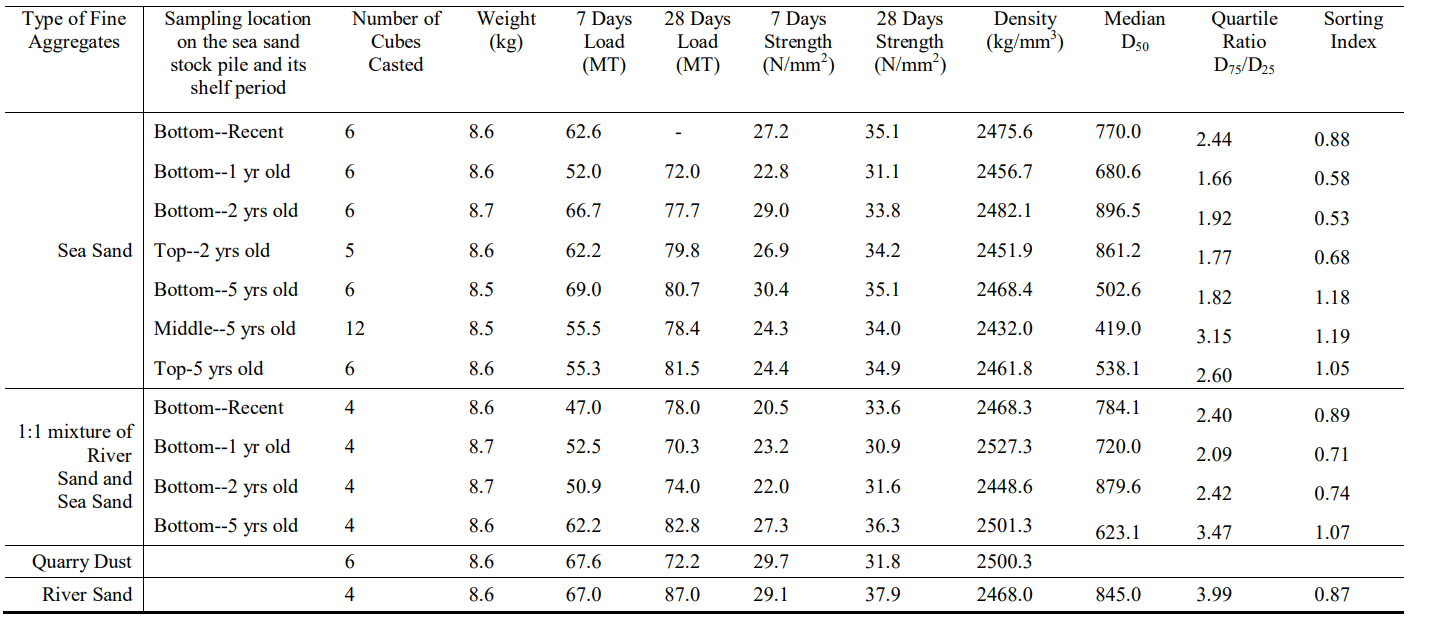 Type of Fine Aggregates | Sampling location on the sea sand stock pile and its shelf period | Number of Cubes Casted | Weight (kg) | 7 Days Load (MT) | 28 Days Load (MT) | 7 Days Strength (N/mm²) | 28 Days Strength (N/mm²) | Density (kg/mm³) | Median D₅₀ | Quartile Ratio D₇₅/D₂₅ | Sorting Index
Sea Sand
Bottom--Recent 6 8.6 62.6 - 27.2 35.1 2475.6 770.0 2.44 0.88
Bottom--1 yr old 6 8.6 52.0 72.0 22.8 31.1 2456.7 680.6 1.66 0.58
Bottom--2 yrs old 6 8.7 66.7 77.7 29.0 33.8 2482.1 896.5 1.92 0.53
Top--2 yrs old 5 8.6 62.2 79.8 26.9 34.2 2451.9 861.2 1.77 0.68
Bottom--5 yrs old 6 8.5 69.0 80.7 30.4 35.1 2468.4 502.6 1.82 1.18
Middle--5 yrs old 12 8.5 55.5 78.4 24.3 34.0 2432.0 419.0 3.15 1.19
Top-5 yrs old 6 8.6 55.3 81.5 24.4 34.9 2461.8 538.1 2.60 1.05
1:1 mixture of River Sand and Sea Sand
Bottom--Recent 4 8.6 47.0 78.0 20.5 33.6 2468.3 784.1 2.40 0.89
Bottom--1 yr old 4 8.7 52.5 70.3 23.2 30.9 2527.3 720.0 2.09 0.71
Bottom--2 yrs old 4 8.7 50.9 74.0 22.0 31.6 2448.6 879.6 2.42 0.74
Bottom--5 yrs old 4 8.6 62.2 82.8 27.3 36.3 2501.3 623.1 3.47 1.07
Quarry Dust 6 8.6 67.6 72.2 29.7 31.8 2500.3
River Sand 4 8.6 67.0 87.0 29.1 37.9 2468.0 845.0 3.99 0.87